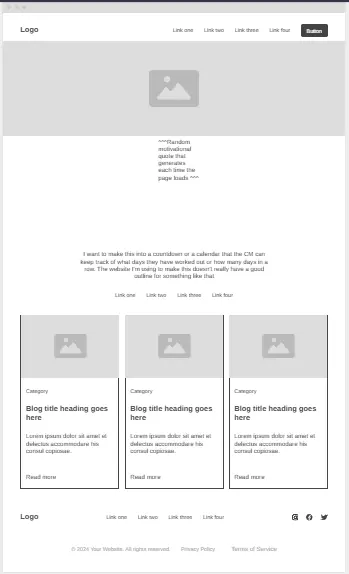 Logo
Link one Link two Link three Link four Button
^^^Random
motivational
quote that
generates
each time the
page loads ^^^
I want to make this into a countdown or a calendar that the CM can
keep track of what days they have worked out or how many days in a
row. The website I'm using to make this doesn't really have a good
outline for something like that
Link one Link two Link three Link four
Category
Blog title heading goes
here
Lorem ipsum dolor sit amet et
delectus accommodare his
consul copiosae.
Read more
Category
Blog title heading goes
here
Lorem ipsum dolor sit amet et
delectus accommodare his
consul copiosae.
Read more
Category
Blog title heading goes
here
Lorem ipsum dolor sit amet et
delectus accommodare his
consul copiosae.
Read more
Logo
Link one Link two Link three Link four
© 2024 Your Website. All rights reserved. Privacy Policy Terms of Service